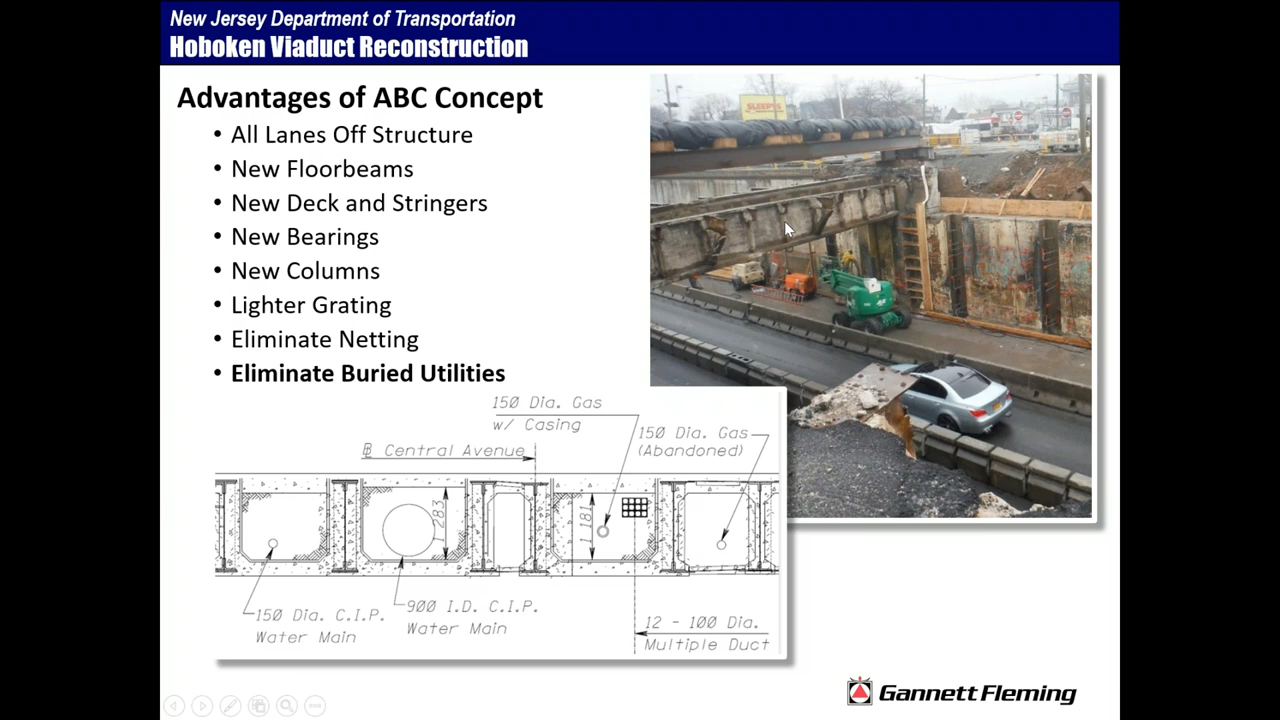 New Jersey Department of Transportation
Hoboken Viaduct Reconstruction
Advantages of ABC Concept
• All Lanes Off Structure
• New Floorbeams
• New Deck and Stringers
• New Bearings
• New Columns
• Lighter Grating
• Eliminate Netting
• Eliminate Buried Utilities
SLEEPY'S
150 Dia. Gas
w/ Casing
150 Dia. Gas
(Abandoned)
Central Avenue
1 283
1 181
150 Dia. C.I.P.
Water Main
900 I.D. C.I.P.
Water Main
12 - 100 Dia.
Multiple Duct
Gannett Fleming